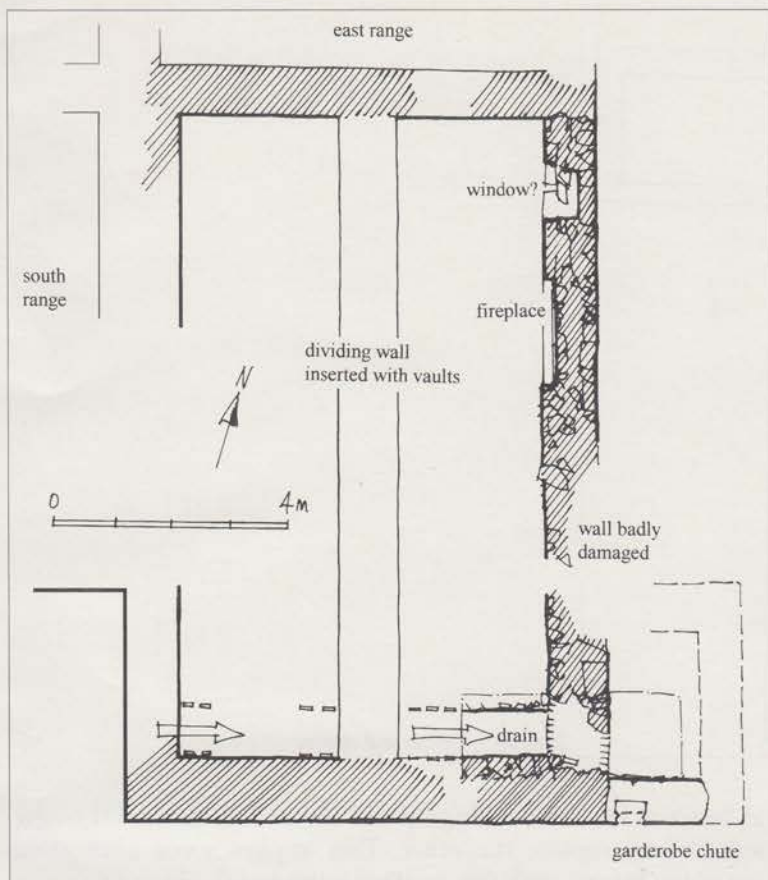 east range
window?
south
range
fireplace
dividing wall
inserted with vaults
N
0
4m
wall badly
damaged
drain
garderobe chute